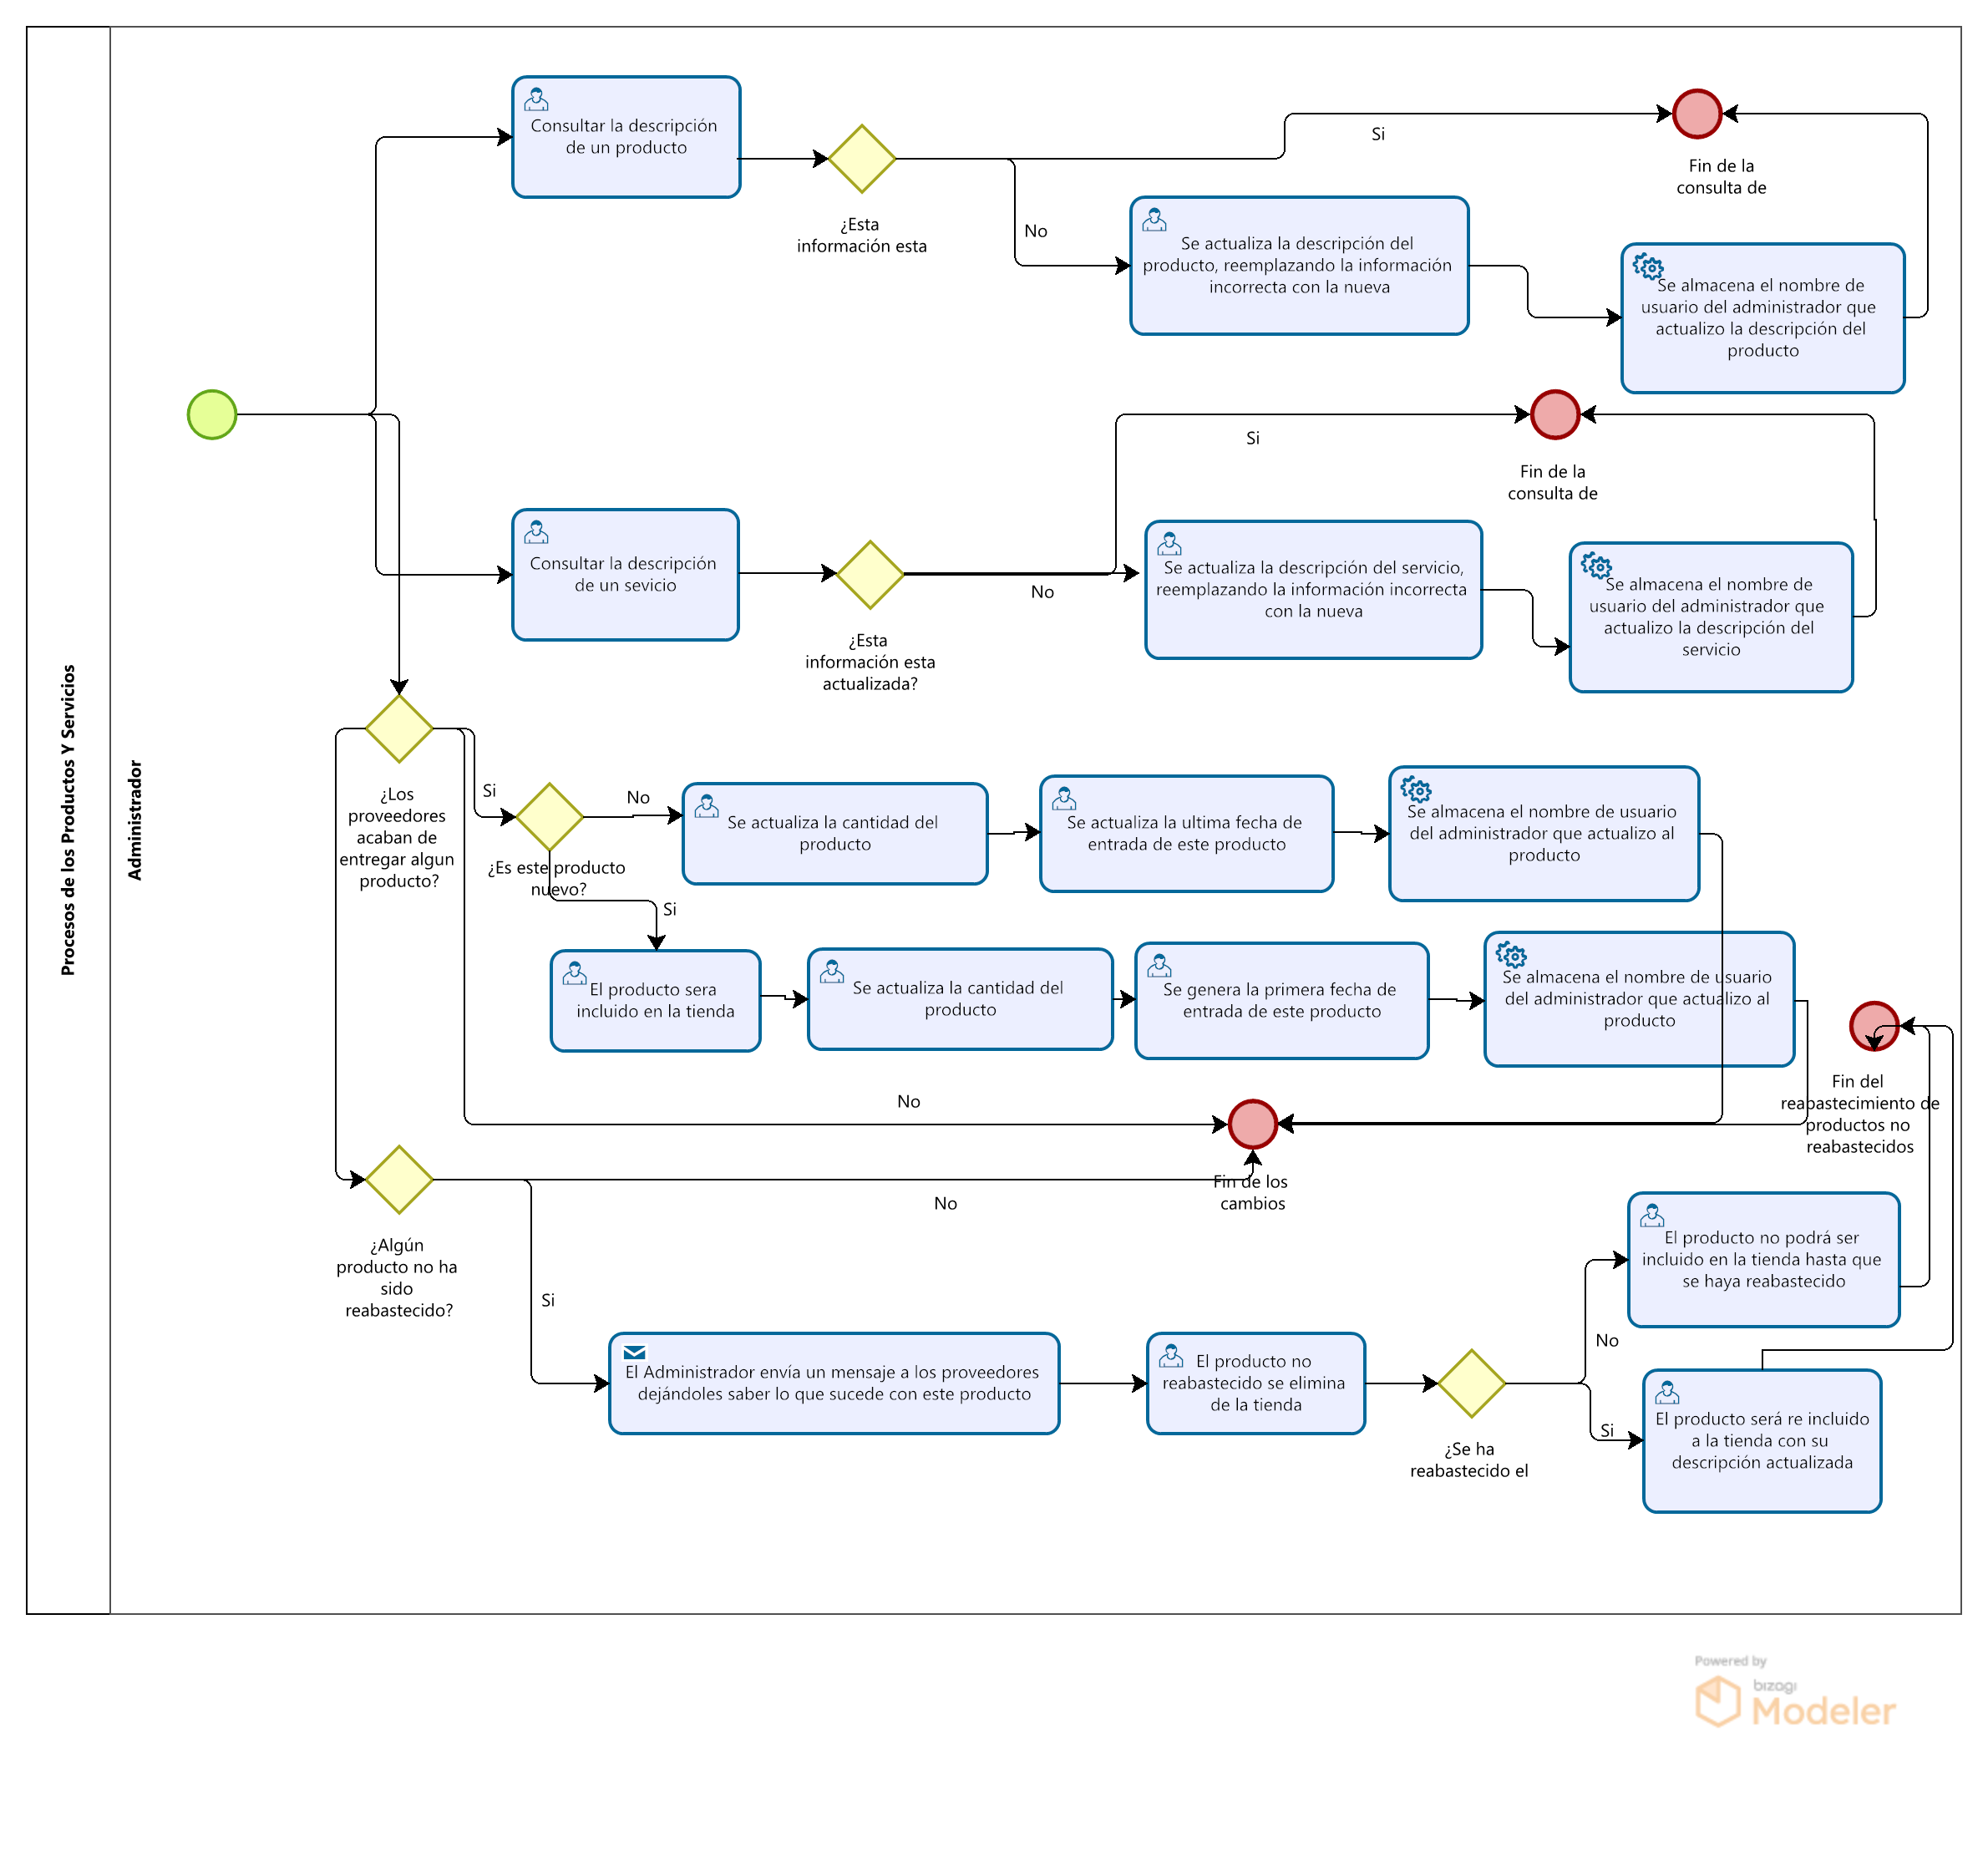 Procesos de los Productos Y Servicios
Administrador
Consultar la descripción
de un producto
¿Esta
información esta
Si
No
Fin de la
consulta de
Se actualiza la descripción del
producto, reemplazando la información
incorrecta con la nueva
Se almacena el nombre de
usuario del administrador que
actualizo la descripción del
producto
Consultar la descripción
de un sevicio
¿Esta
información esta
actualizada?
Si
No
Fin de la
consulta de
Se actualiza la descripción del servicio,
reemplazando la información incorrecta
con la nueva
Se almacena el nombre de
usuario del administrador que
actualizo la descripción del
servicio
¿Los
proveedores
acaban de
entregar algun
producto?
Si
¿Es este producto
nuevo?
No
Se actualiza la cantidad del
producto
Se actualiza la ultima fecha de
entrada de este producto
Se almacena el nombre de usuario
del administrador que actualizo al
producto
Si
El producto sera
incluido en la tienda
Se actualiza la cantidad del
producto
Se genera la primera fecha de
entrada de este producto
Se almacena el nombre de usuario
del administrador que actualizo al
producto
Fin del
reabastecimiento de
productos no
reabastecidos
No
Fin de los
cambios
No
¿Algún
producto no ha
sido
reabastecido?
Si
El Administrador envía un mensaje a los proveedores
dejándoles saber lo que sucede con este producto
El producto no
reabastecido se elimina
de la tienda
¿Se ha
reabastecido el
No
El producto no podrá ser
incluido en la tienda hasta que
se haya reabastecido
Si
El producto será re incluido
a la tienda con su
descripción actualizada
Powered by
bizagi
Modeler